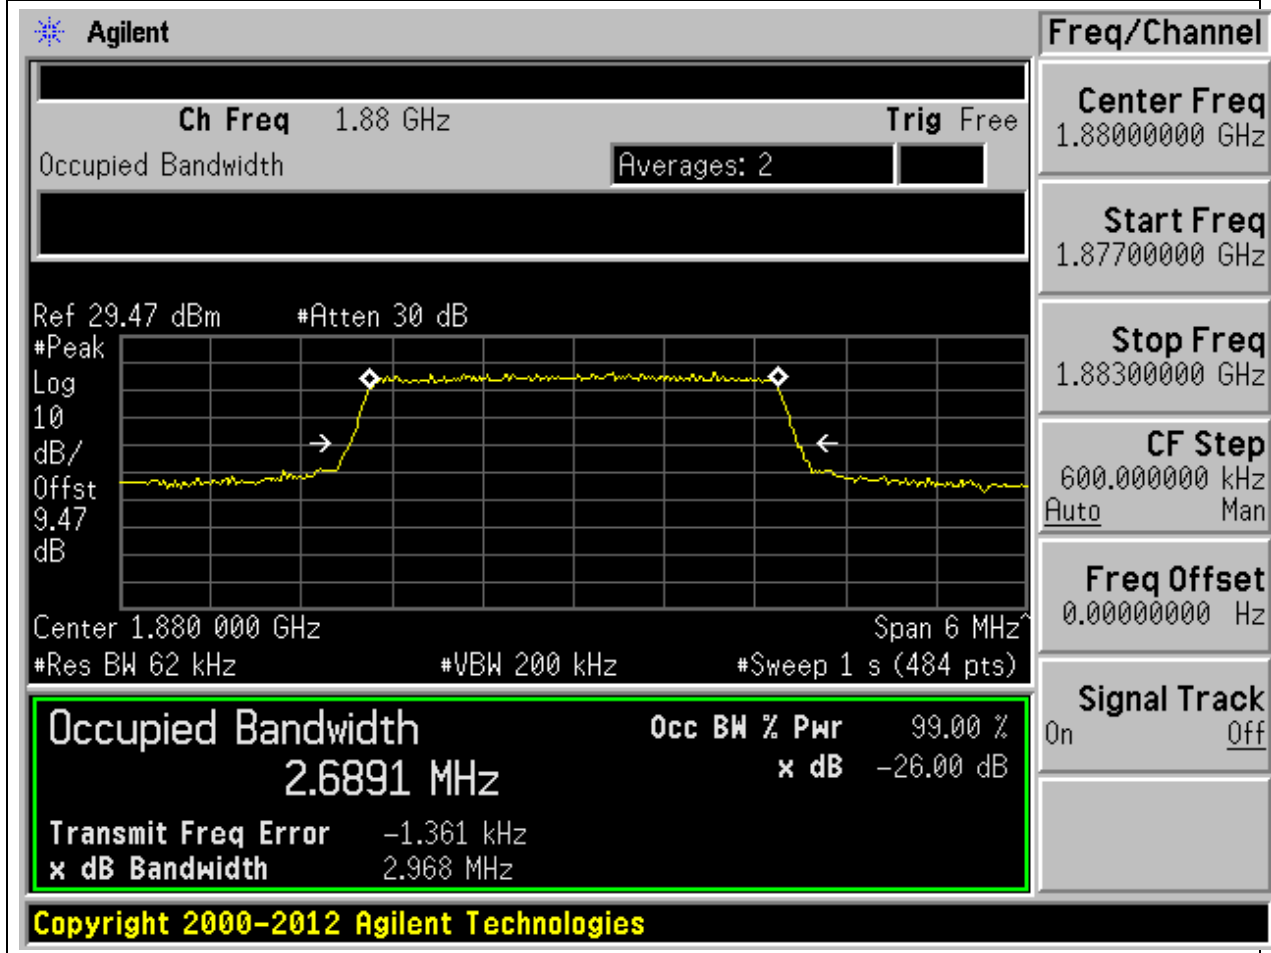 Agilent
Freq/Channel
Ch Freq 1.88 GHz Trig Free
Occupied Bandwidth Averages: 2
Center Freq
1.88000000 GHz
Start Freq
1.87700000 GHz
Stop Freq
1.88300000 GHz
CF Step
600.000000 kHz
Auto Man
Freq Offset
0.00000000 Hz
Signal Track
On Off
Ref 29.47 dBm #Atten 30 dB
#Peak
Log
10
dB/
Offst
9.47
dB
Center 1.880 000 GHz Span 6 MHz^
#Res BW 62 kHz #VBW 200 kHz #Sweep 1 s (484 pts)
Occupied Bandwidth Occ BW % Pwr 99.00 %
2.6891 MHz x dB -26.00 dB
Transmit Freq Error -1.361 kHz
x dB Bandwidth 2.968 MHz
Copyright 2000-2012 Agilent Technologies